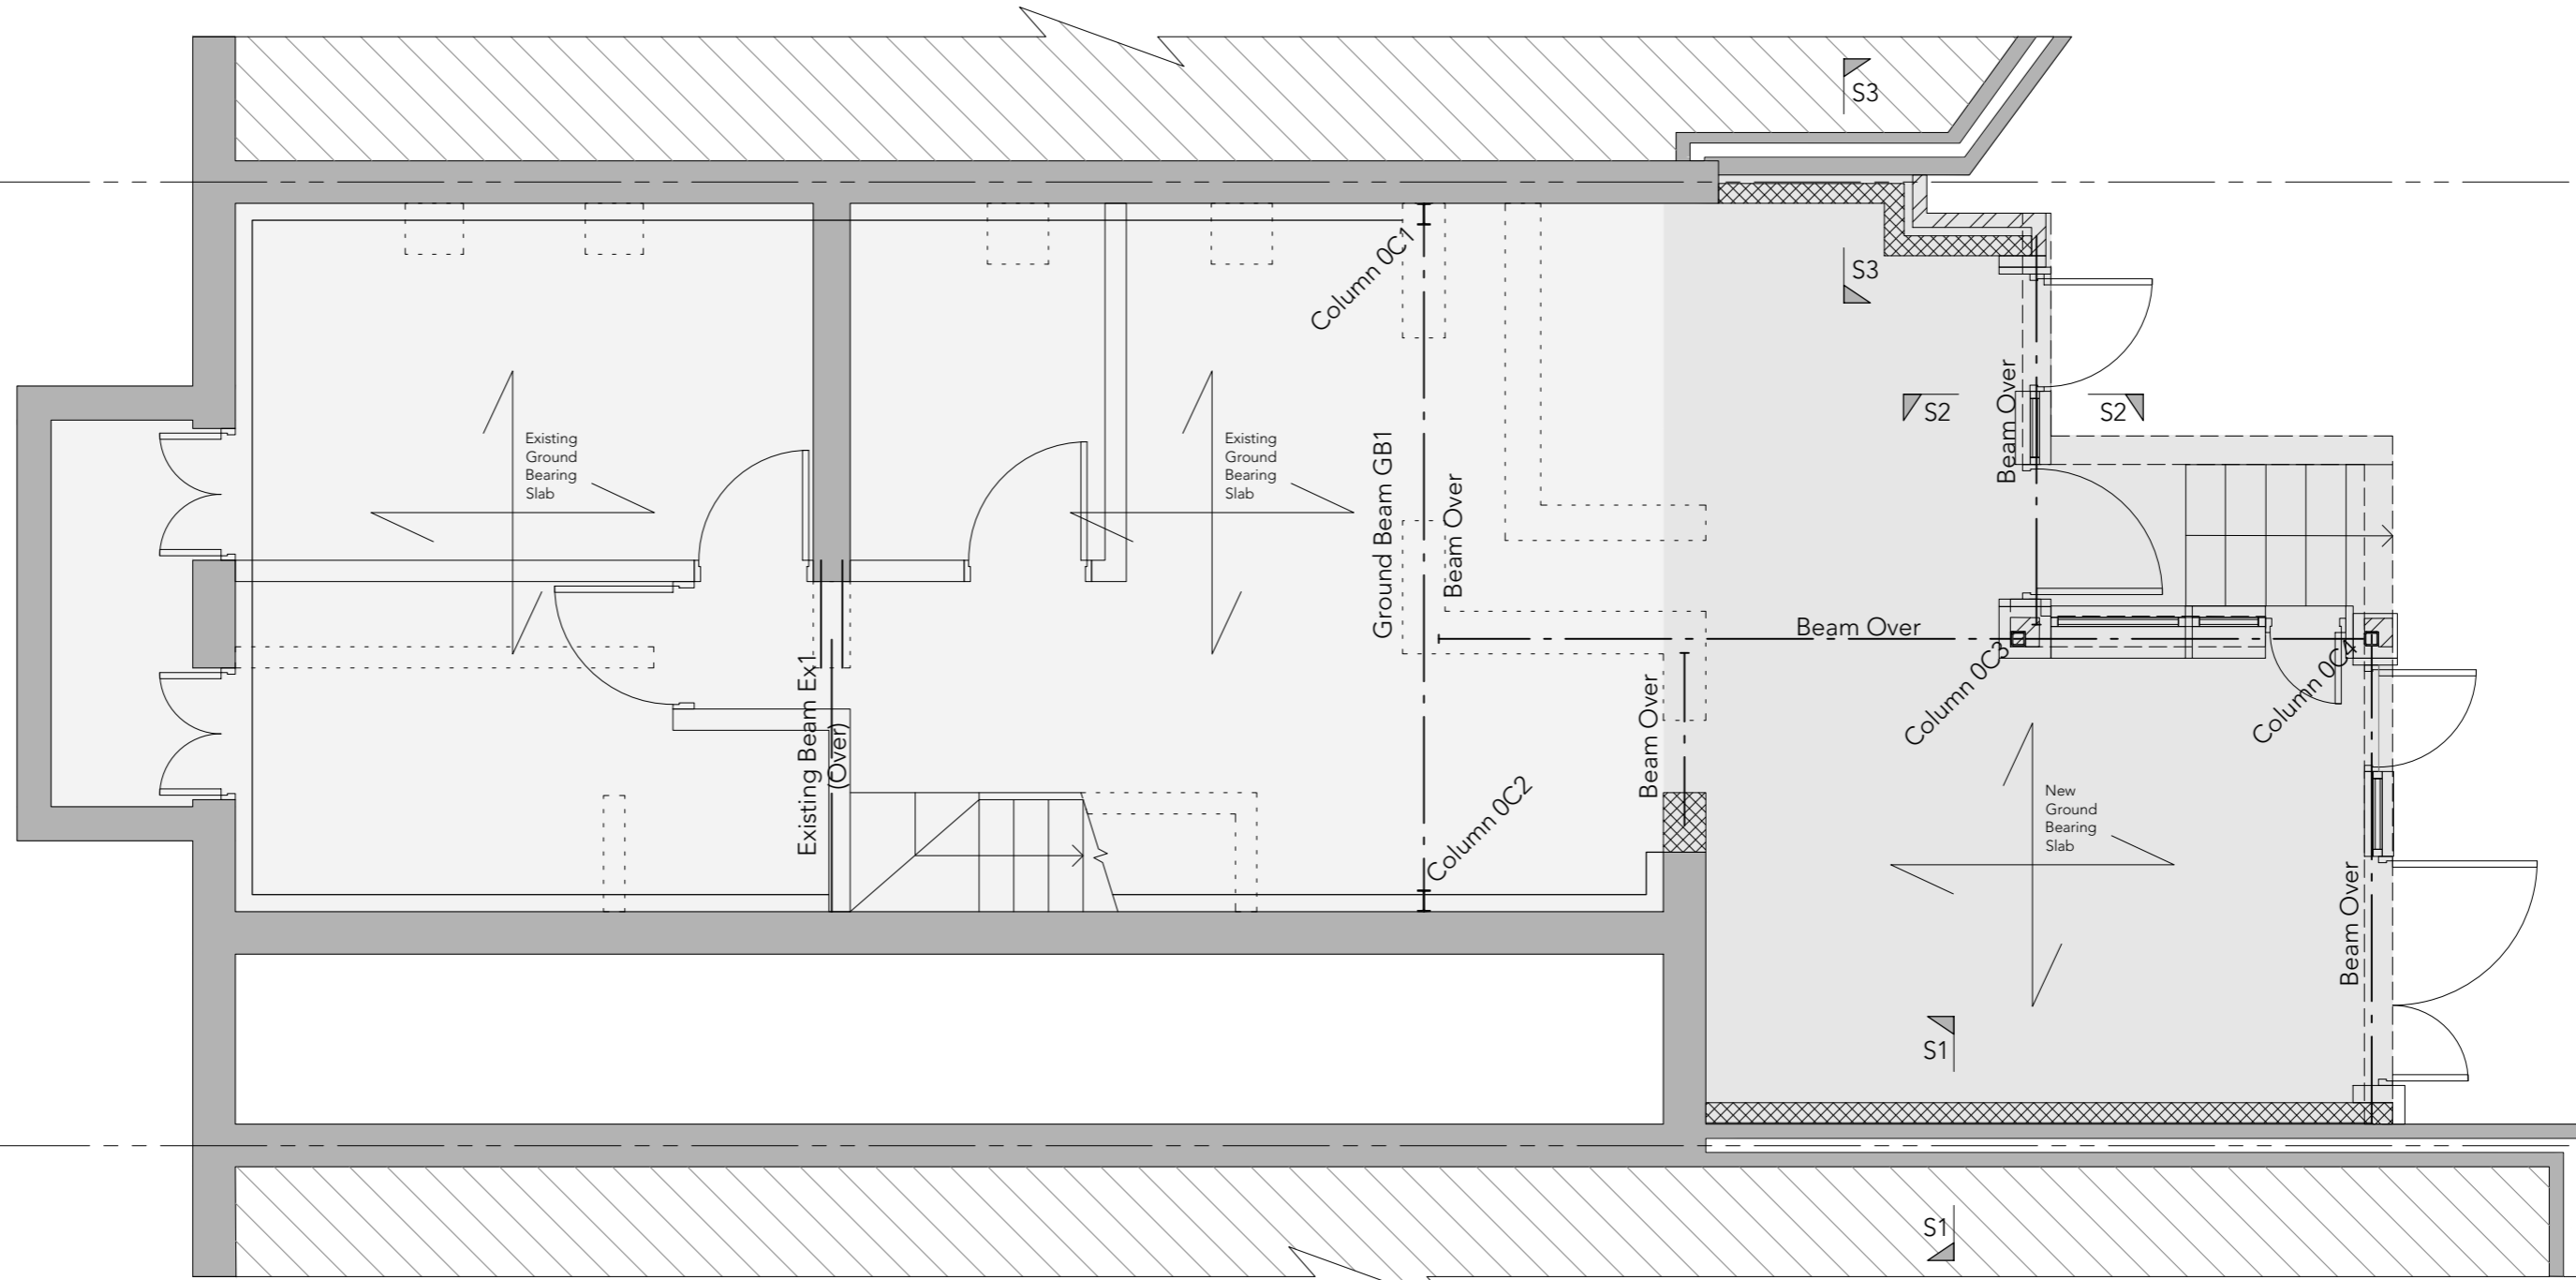 S3
Column 0C1
S3
Beam Over
S2
S2
Existing
Ground
Bearing
Slab
Existing
Ground
Bearing
Slab
Ground Beam GB1
Beam Over
Beam Over
Column 0C3
Column 0C4
Existing Beam Ex1
(Over)
Beam Over
Column 0C2
New
Ground
Bearing
Slab
Beam Over
S1
S1